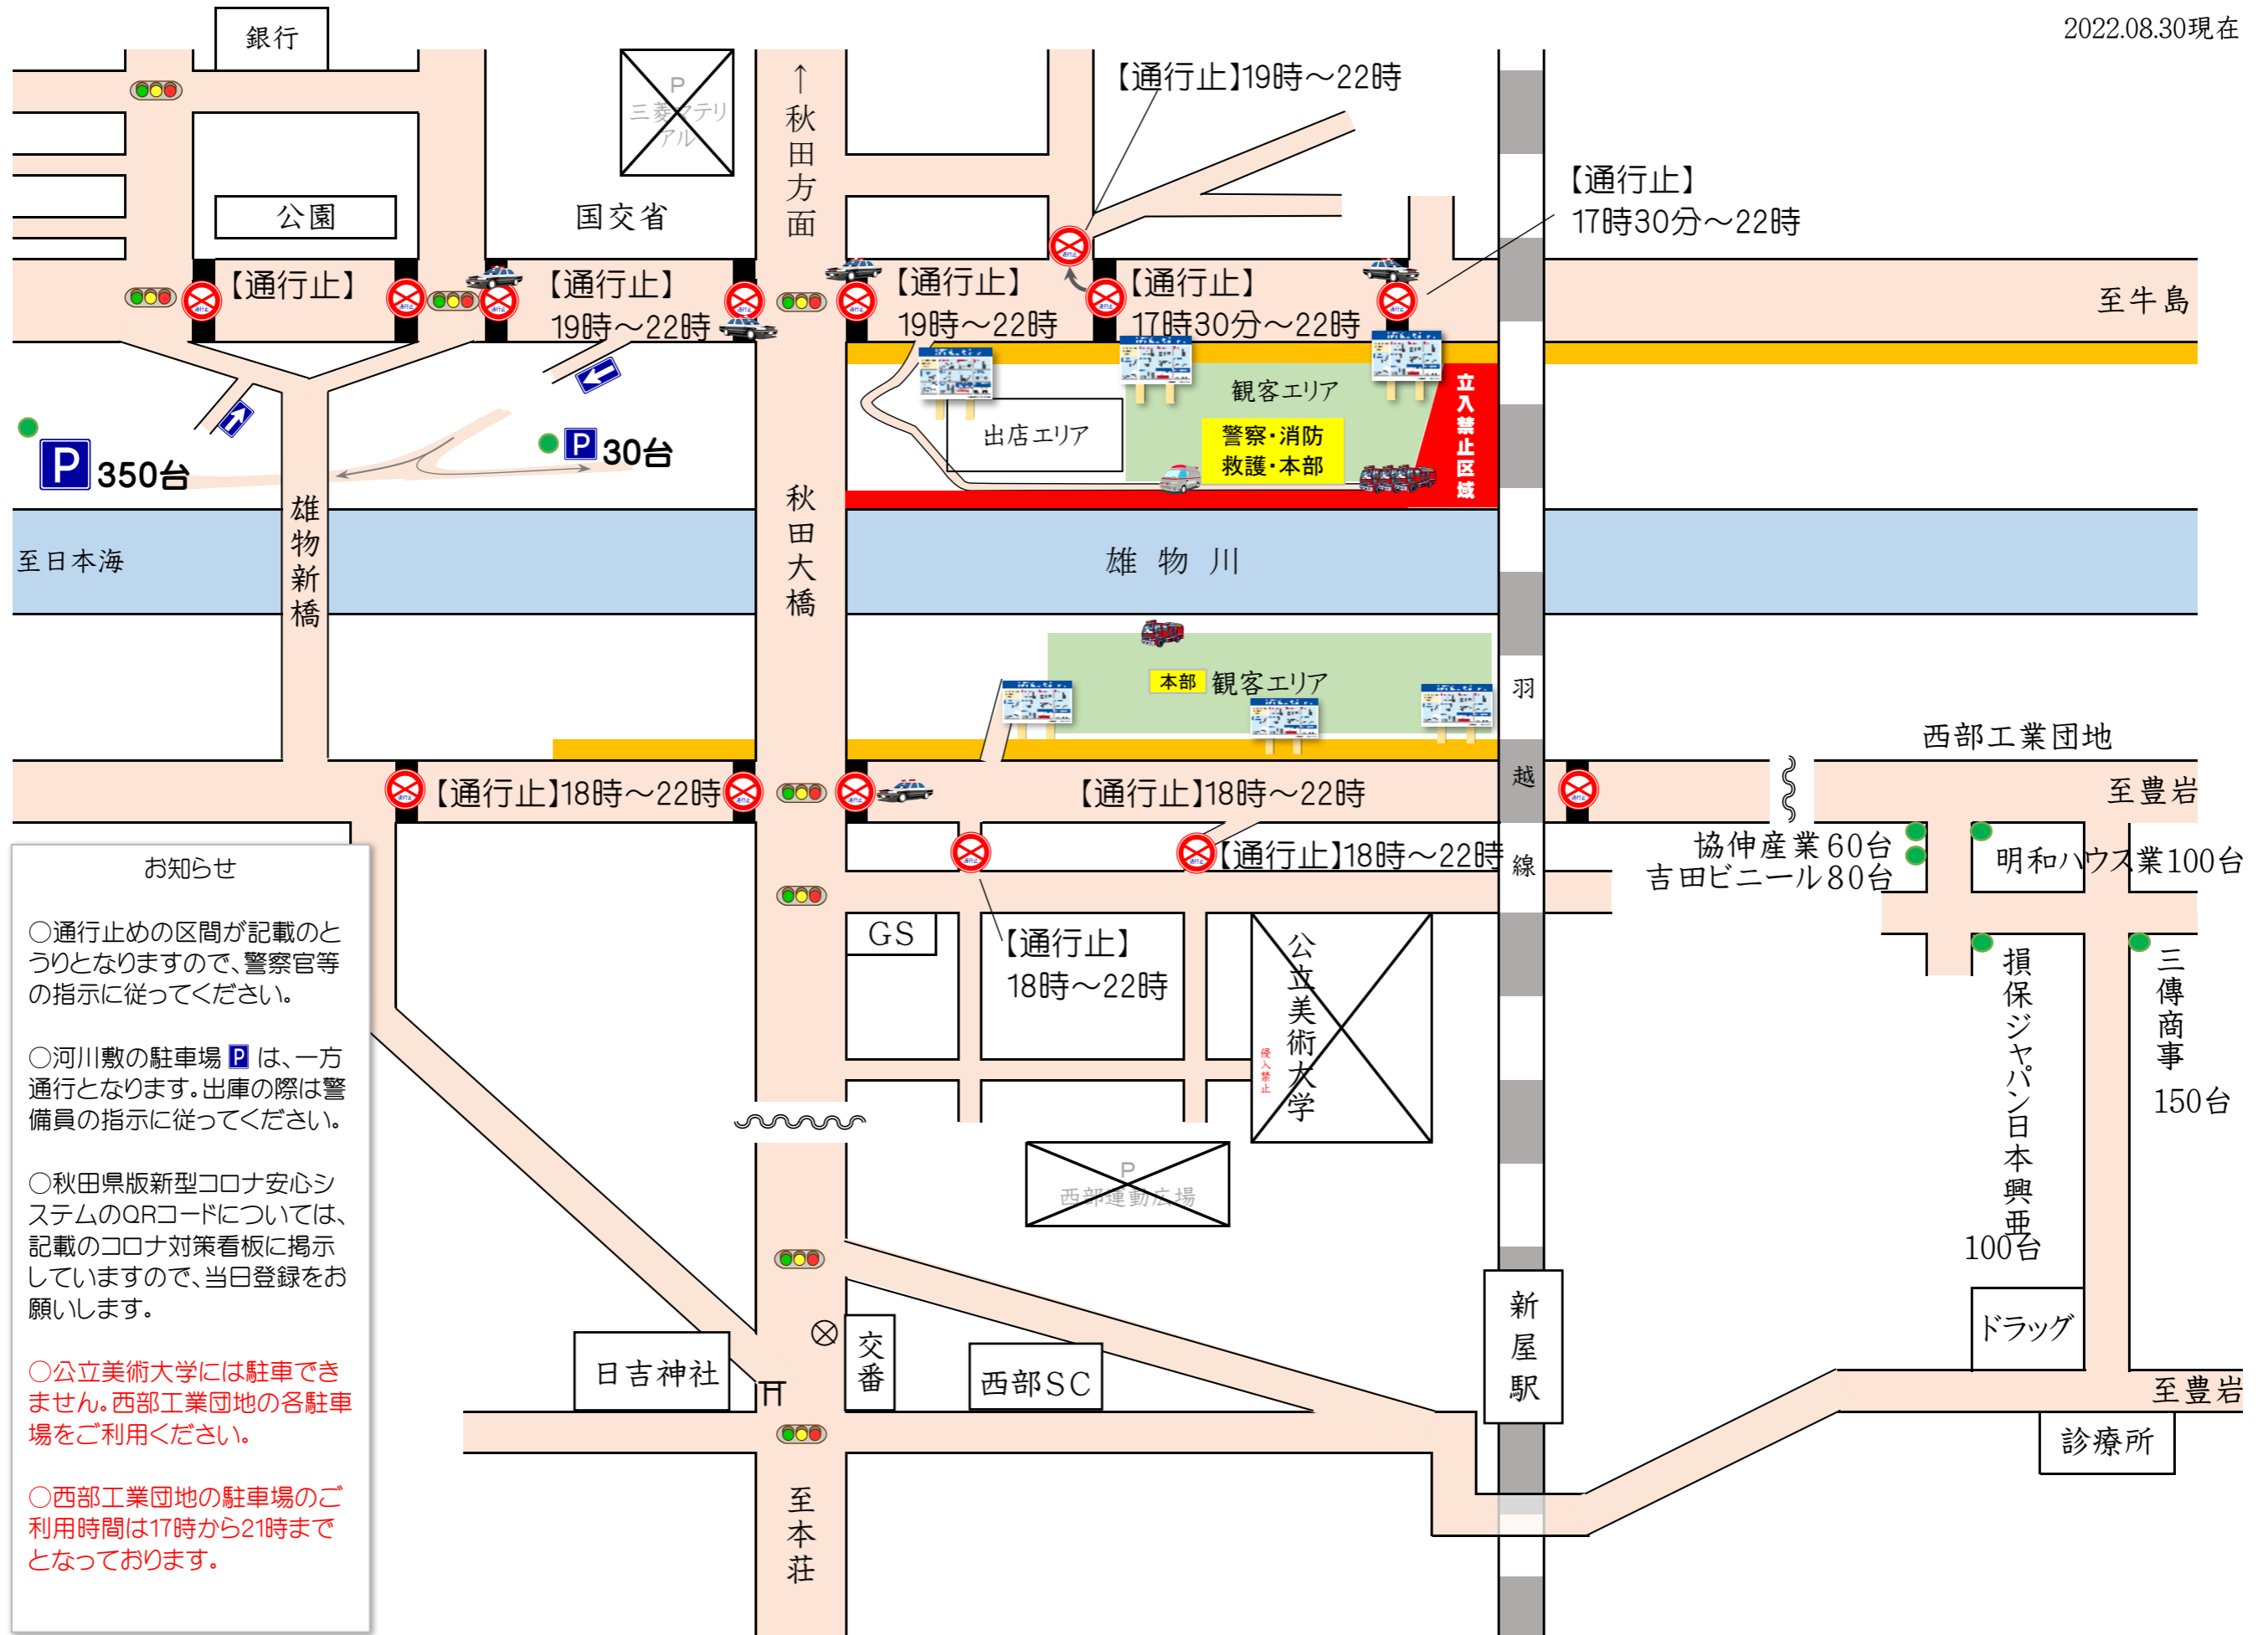 2022.08.30現在
銀行
P
三菱マテリ
アル
↑秋田方面
【通行止】19時～22時
【通行止】
17時30分～22時
公園
国交省
【通行止】
【通行止】
19時～22時
【通行止】
19時～22時
【通行止】
17時30分～22時
至牛島
観客エリア
立入禁止区域
出店エリア
警察・消防
救護・本部
P 350台
P 30台
雄物新橋
秋田大橋
至日本海
雄物川
本部 観客エリア
羽越線
西部工業団地
【通行止】18時～22時
【通行止】18時～22時
至豊岩
【通行止】18時～22時
協伸産業60台
吉田ビニール80台
明和ハウス業100台
GS
【通行止】
18時～22時
公立美術大学
侵入禁止
損保ジャパン日本興亜
100台
三傳商事
150台
P
西部運動広場
お知らせ
○通行止めの区間が記載のと
うりとなりますので、警察官等
の指示に従ってください。
○河川敷の駐車場 P は、一方
通行となります。出庫の際は警
備員の指示に従ってください。
○秋田県版新型コロナ安心シ
ステムのQRコードについては、
記載のコロナ対策看板に掲示
していますので、当日登録をお
願いします。
○公立美術大学には駐車でき
ません。西部工業団地の各駐車
場をご利用ください。
○西部工業団地の駐車場のご
利用時間は17時から21時まで
となっております。
日吉神社
交番
西部SC
新屋駅
ドラッグ
至豊岩
診療所
至本荘